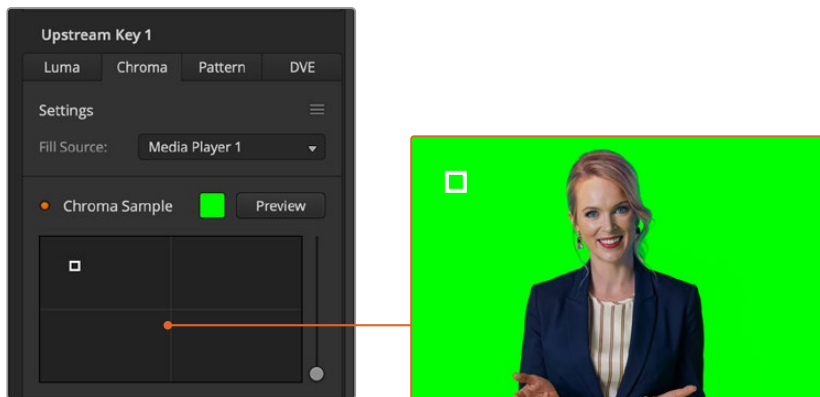 Upstream Key 1
Luma Chroma Pattern DVE
Settings
Fill Source: Media Player 1
Chroma Sample Preview